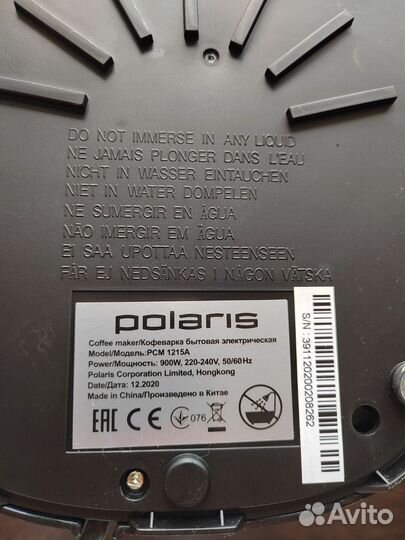 DO NOT IMMERSE IN ANY LIQUID
NE JAMAIS PLONGER DANS L'EAU
NICHT IN WASSER EINTAUCHEN
NIET IN WATER DOMPELEN
NE SUMERGIR EN AGUA
NÃO IMERGIR EM ÁGUA
EI SAA UPOTTAA NESTEENSEEN
FÅR EJ NEDSÄNKAS I NÅGON VÄTSKA
polaris
Coffee maker/Кофеварка бытовая электрическая
Model/Модель:PCM 1215A
Power/Мощность: 900W, 220-240V, 50/60Hz
Polaris Corporation Limited, Hongkong
Date/Дата: 12.2020
Made in China/Произведено в Китае
EAC CE 076
S/N: 391120200208262
Avito